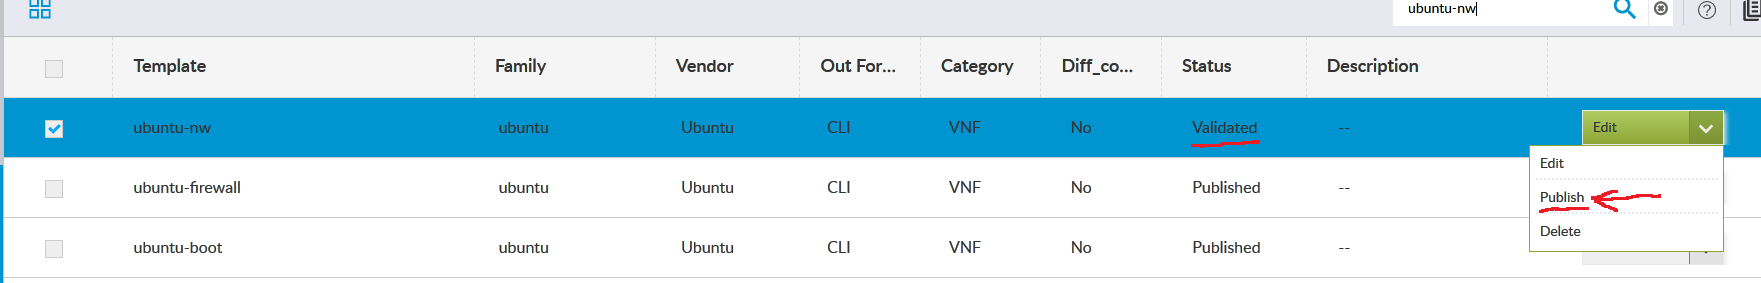 ubuntu-nw
Template Family Vendor Out For... Category Diff_co... Status Description
ubuntu-nw ubuntu Ubuntu CLI VNF No Validated -- Edit
Edit
ubuntu-firewall ubuntu Ubuntu CLI VNF No Published --
Publish
Delete
ubuntu-boot ubuntu Ubuntu CLI VNF No Published --